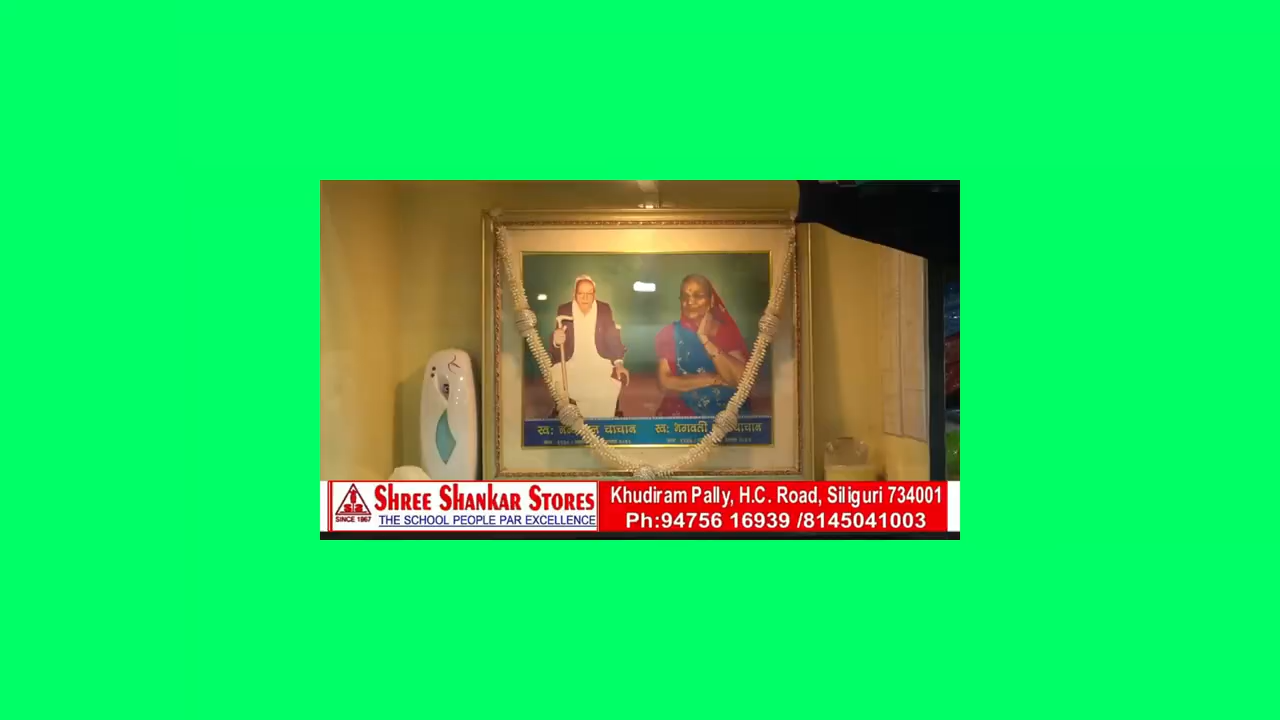 स्व: चाचान स्व: भगवती चाचान
SHREE SHANKAR STORES
THE SCHOOL PEOPLE PAR EXCELLENCE
SINCE 1967
Khudiram Pally, H.C. Road, Siliguri 734001
Ph:94756 16939 /8145041003